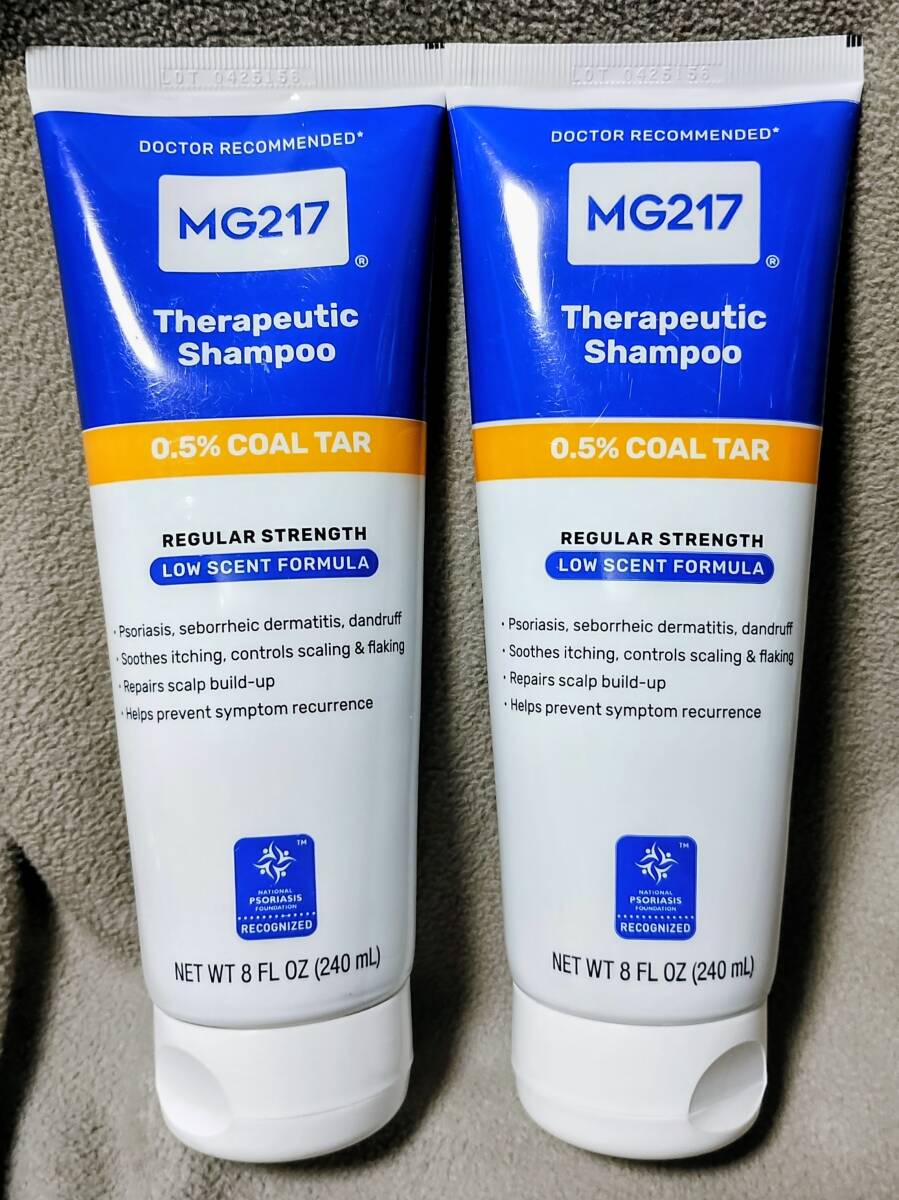 LOT 0425156
DOCTOR RECOMMENDED*
MG217
®
Therapeutic
Shampoo
0.5% COAL TAR
REGULAR STRENGTH
LOW SCENT FORMULA
• Psoriasis, seborrheic dermatitis, dandruff
• Soothes itching, controls scaling & flaking
• Repairs scalp build-up
• Helps prevent symptom recurrence
TM
NATIONAL
PSORIASIS
FOUNDATION
RECOGNIZED
NET WT 8 FL OZ (240 mL)
LOT 0425156
DOCTOR RECOMMENDED*
MG217
®
Therapeutic
Shampoo
0.5% COAL TAR
REGULAR STRENGTH
LOW SCENT FORMULA
• Psoriasis, seborrheic dermatitis, dandruff
• Soothes itching, controls scaling & flaking
• Repairs scalp build-up
• Helps prevent symptom recurrence
TM
NATIONAL
PSORIASIS
FOUNDATION
RECOGNIZED
NET WT 8 FL OZ (240 mL)